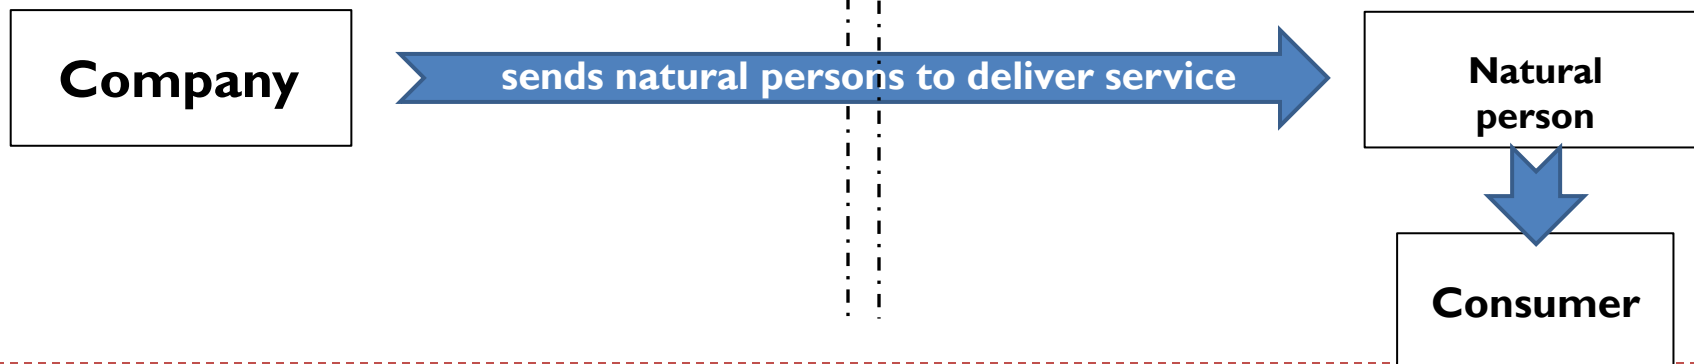 Company
sends natural persons to deliver service
Natural
person
Consumer